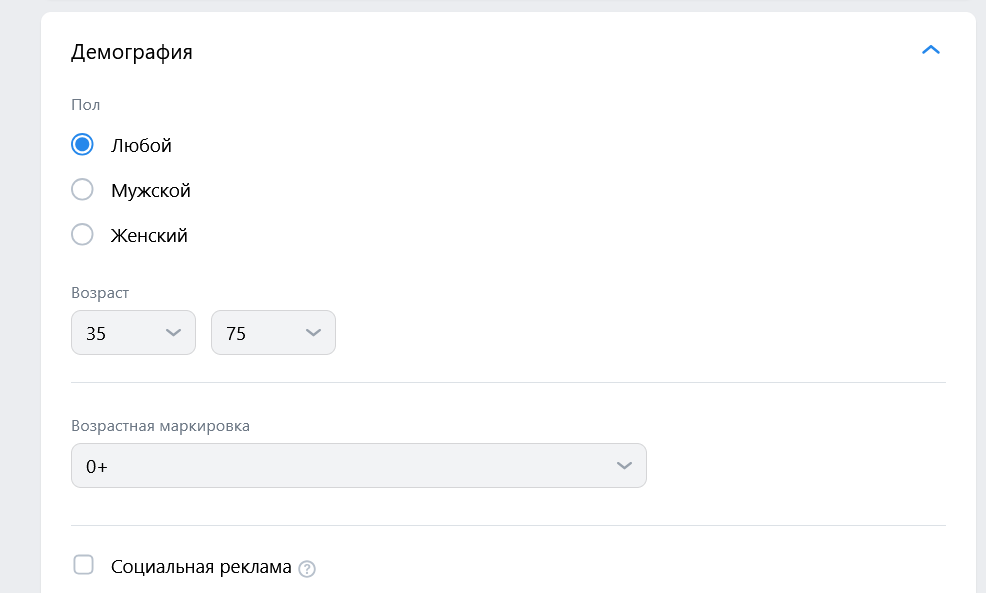 Демография
Пол
Любой
Мужской
Женский
Возраст
35 75
Возрастная маркировка
0+
Социальная реклама ?